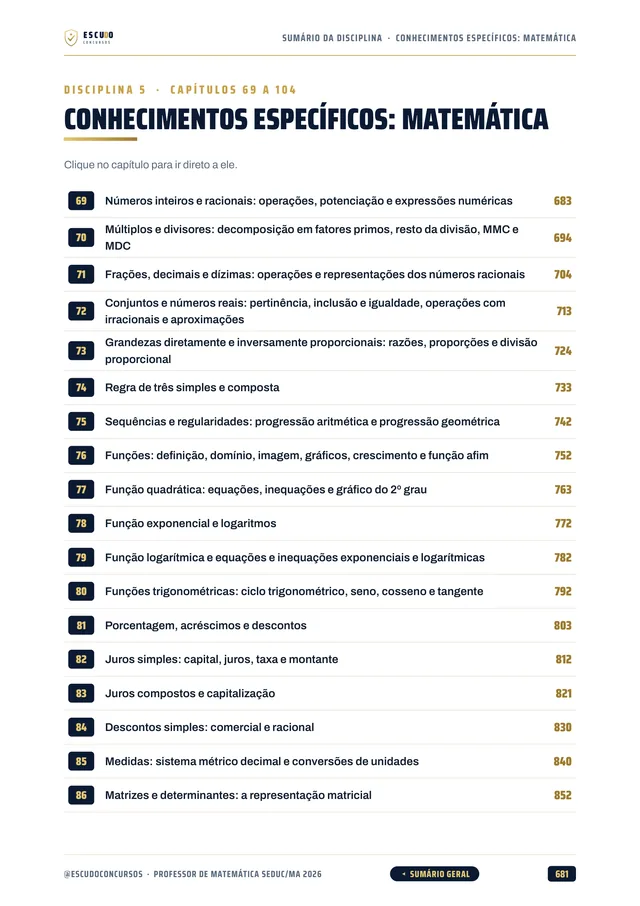 ESCUDO
CONCURSOS
SUMÁRIO DA DISCIPLINA · CONHECIMENTOS ESPECÍFICOS: MATEMÁTICA
DISCIPLINA 5 · CAPÍTULOS 69 A 104
CONHECIMENTOS ESPECÍFICOS: MATEMÁTICA
Clique no capítulo para ir direto a ele.
69 Números inteiros e racionais: operações, potenciação e expressões numéricas 683
70 Múltiplos e divisores: decomposição em fatores primos, resto da divisão, MMC e
MDC 694
71 Frações, decimais e dízimas: operações e representações dos números racionais 704
72 Conjuntos e números reais: pertinência, inclusão e igualdade, operações com
irracionais e aproximações 713
73 Grandezas diretamente e inversamente proporcionais: razões, proporções e divisão
proporcional 724
74 Regra de três simples e composta 733
75 Sequências e regularidades: progressão aritmética e progressão geométrica 742
76 Funções: definição, domínio, imagem, gráficos, crescimento e função afim 752
77 Função quadrática: equações, inequações e gráfico do 2º grau 763
78 Função exponencial e logaritmos 772
79 Função logarítmica e equações e inequações exponenciais e logarítmicas 782
80 Funções trigonométricas: ciclo trigonométrico, seno, cosseno e tangente 792
81 Porcentagem, acréscimos e descontos 803
82 Juros simples: capital, juros, taxa e montante 812
83 Juros compostos e capitalização 821
84 Descontos simples: comercial e racional 830
85 Medidas: sistema métrico decimal e conversões de unidades 840
86 Matrizes e determinantes: a representação matricial 852
@ESCUDOCONCURSOS · PROFESSOR DE MATEMÁTICA SEDUC/MA 2026
SUMÁRIO GERAL
681